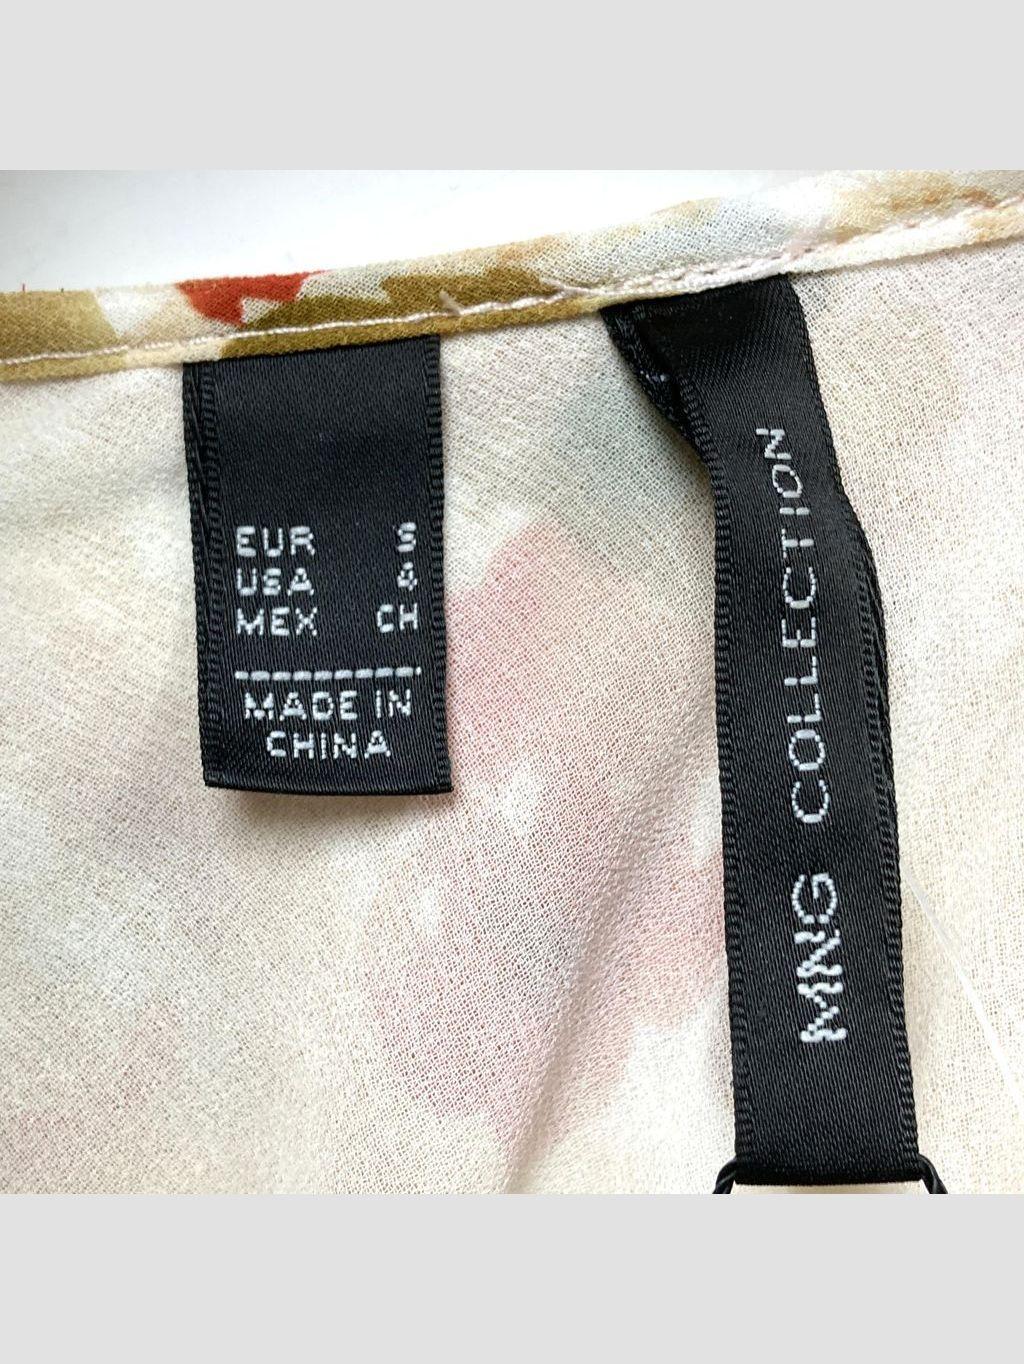 EUR S
USA 4
MEX CH
MADE IN
CHINA
MNG COLLECTION